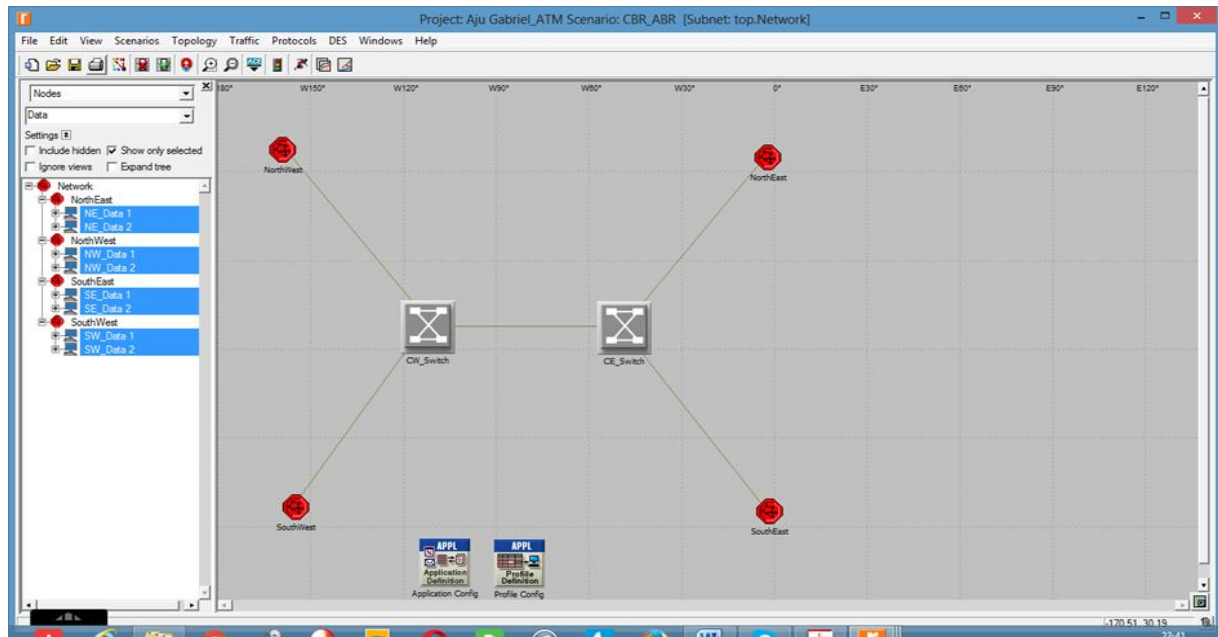 Project: Aju Gabriel_ATM Scenario: CBR_ABR [Subnet: top.Network]
File Edit View Scenarios Topology Traffic Protocols DES Windows Help
Nodes
Data
Settings
Include hidden Show only selected
Ignore views Expand tree
Network
NorthEast
NE_Data 1
NE_Data 2
NorthWest
NW_Data 1
NW_Data 2
SouthEast
SE_Data 1
SE_Data 2
SouthWest
SW_Data 1
SW_Data 2
W150° W120° W90° W60° W30° 0° E30° E60° E90° E120°
NorthWest
NorthEast
CW_Switch
CE_Switch
SouthWest
SouthEast
APPL
Application Definition
Application Config
APPL
Profile Definition
Profile Config
-170.51, 30.19
23:41